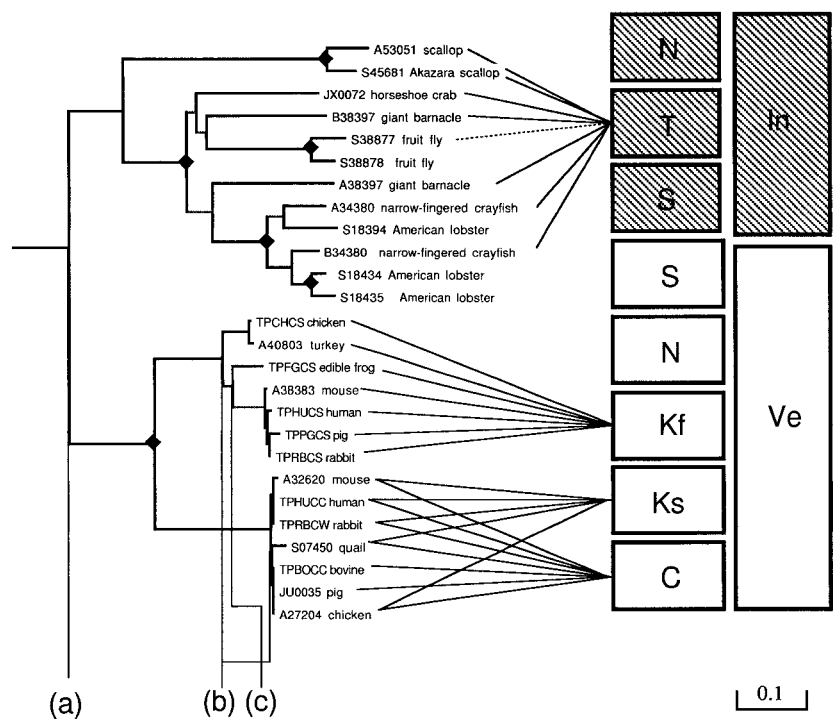 A53051 scallop
S45681 Akazara scallop
JX0072 horseshoe crab
B38397 giant barnacle
S38877 fruit fly
S38878 fruit fly
A38397 giant barnacle
A34380 narrow-fingered crayfish
S18394 American lobster
B34380 narrow-fingered crayfish
S18434 American lobster
S18435 American lobster
TPCHCS chicken
A40803 turkey
TPFGCS edible frog
A38383 mouse
TPHUCS human
TPPGCS pig
TPRBCS rabbit
A32620 mouse
TPHUCC human
TPRBCW rabbit
S07450 quail
TPBOCC bovine
JU0035 pig
A27204 chicken
N
T
S
S
N
Kf
Ks
C
In
Ve
(a)
(b)
(c)
0.1